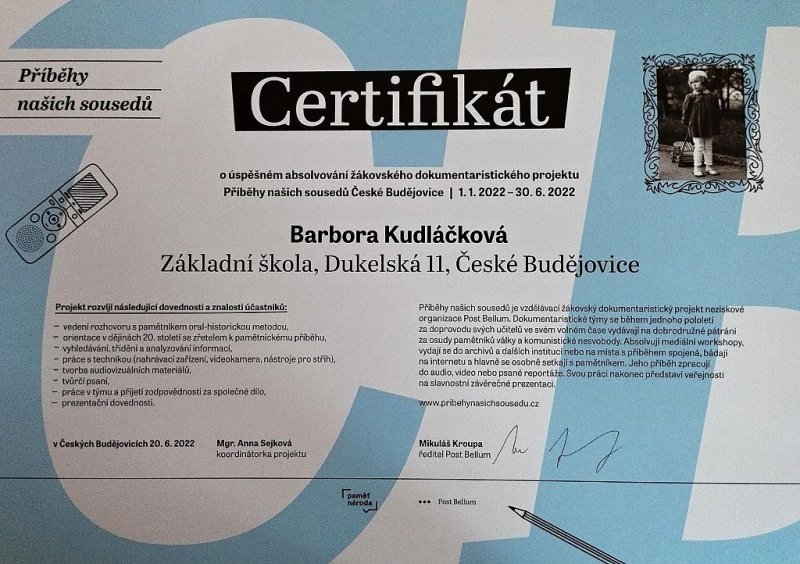 Příběhy
našich sousedů
Certifikát
o úspěšném absolvování žákovského dokumentaristického projektu
Příběhy našich sousedů České Budějovice | 1. 1. 2022 – 30. 6. 2022
Barbora Kudláčková
Základní škola, Dukelská 11, České Budějovice
Projekt rozvíjí následující dovednosti a znalosti účastníků:
– vedení rozhovoru s pamětníkem oral-historickou metodou,
– orientace v dějinách 20. století se zřetelem k pamětnickému příběhu,
– vyhledávání, třídění a analyzování informací,
– práce s technikou (nahrávací zařízení, videokamera, nástroje pro střih),
– tvorba audiovizuálních materiálů,
– tvůrčí psaní,
– práce v týmu a přijetí zodpovědnosti za společné dílo,
– prezentační dovednosti.
Příběhy našich sousedů je vzdělávací žákovský dokumentaristický projekt neziskové
organizace Post Bellum. Dokumentaristické týmy se během jednoho pololetí
za doprovodu svých učitelů ve svém volném čase vydávají na dobrodružné pátrání
za osudy pamětníků války a komunistické nesvobody. Absolvují mediální workshopy,
vydají se do archivů a dalších institucí nebo na místa s příběhem spojená, bádají
na internetu a hlavně se osobně setkají s pamětníkem. Jeho příběh zpracují
do audio, video nebo psané reportáže. Svou práci nakonec představí veřejnosti
na slavnostní závěrečné prezentaci.
www.pribehynasichsousedu.cz
v Českých Budějovicích 20. 6. 2022
Mgr. Anna Sejková
koordinátorka projektu
Mikuláš Kroupa
ředitel Post Bellum
paměť
národa
Post Bellum